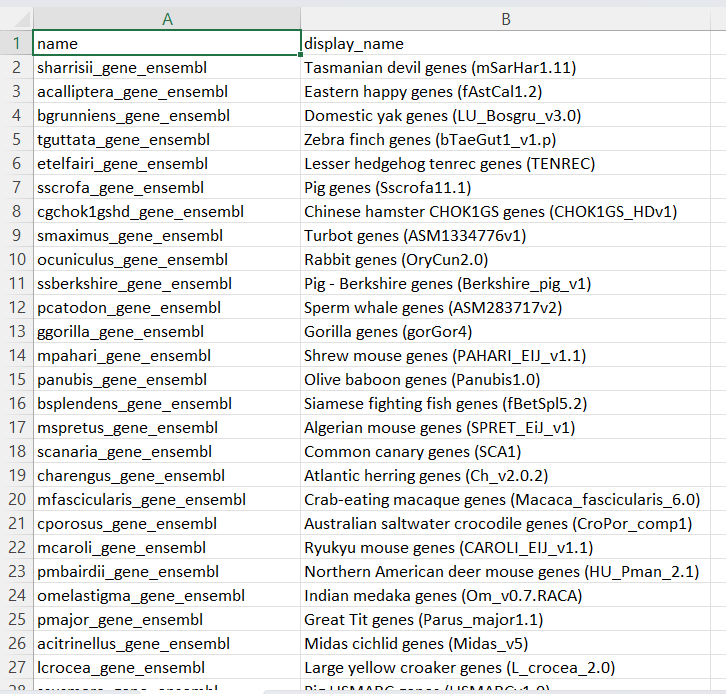 A B
1 name display_name
2 sharrisii_gene_ensembl Tasmanian devil genes (mSarHar1.11)
3 acalliptera_gene_ensembl Eastern happy genes (fAstCal1.2)
4 bgrunniens_gene_ensembl Domestic yak genes (LU_Bosgru_v3.0)
5 tguttata_gene_ensembl Zebra finch genes (bTaeGut1_v1.p)
6 etelfairi_gene_ensembl Lesser hedgehog tenrec genes (TENREC)
7 sscrofa_gene_ensembl Pig genes (Sscrofa11.1)
8 cgchok1gshd_gene_ensembl Chinese hamster CHOK1GS genes (CHOK1GS_HDv1)
9 smaximus_gene_ensembl Turbot genes (ASM1334776v1)
10 ocuniculus_gene_ensembl Rabbit genes (OryCun2.0)
11 ssberkshire_gene_ensembl Pig - Berkshire genes (Berkshire_pig_v1)
12 pcatodon_gene_ensembl Sperm whale genes (ASM283717v2)
13 ggorilla_gene_ensembl Gorilla genes (gorGor4)
14 mpahari_gene_ensembl Shrew mouse genes (PAHARI_EIJ_v1.1)
15 panubis_gene_ensembl Olive baboon genes (Panubis1.0)
16 bsplendens_gene_ensembl Siamese fighting fish genes (fBetSpl5.2)
17 mspretus_gene_ensembl Algerian mouse genes (SPRET_EiJ_v1)
18 scanaria_gene_ensembl Common canary genes (SCA1)
19 charengus_gene_ensembl Atlantic herring genes (Ch_v2.0.2)
20 mfascicularis_gene_ensembl Crab-eating macaque genes (Macaca_fascicularis_6.0)
21 cporosus_gene_ensembl Australian saltwater crocodile genes (CroPor_comp1)
22 mcaroli_gene_ensembl Ryukyu mouse genes (CAROLI_EIJ_v1.1)
23 pmbairdii_gene_ensembl Northern American deer mouse genes (HU_Pman_2.1)
24 omelastigma_gene_ensembl Indian medaka genes (Om_v0.7.RACA)
25 pmajor_gene_ensembl Great Tit genes (Parus_major1.1)
26 acitrinellus_gene_ensembl Midas cichlid genes (Midas_v5)
27 lcrocea_gene_ensembl Large yellow croaker genes (L_crocea_2.0)